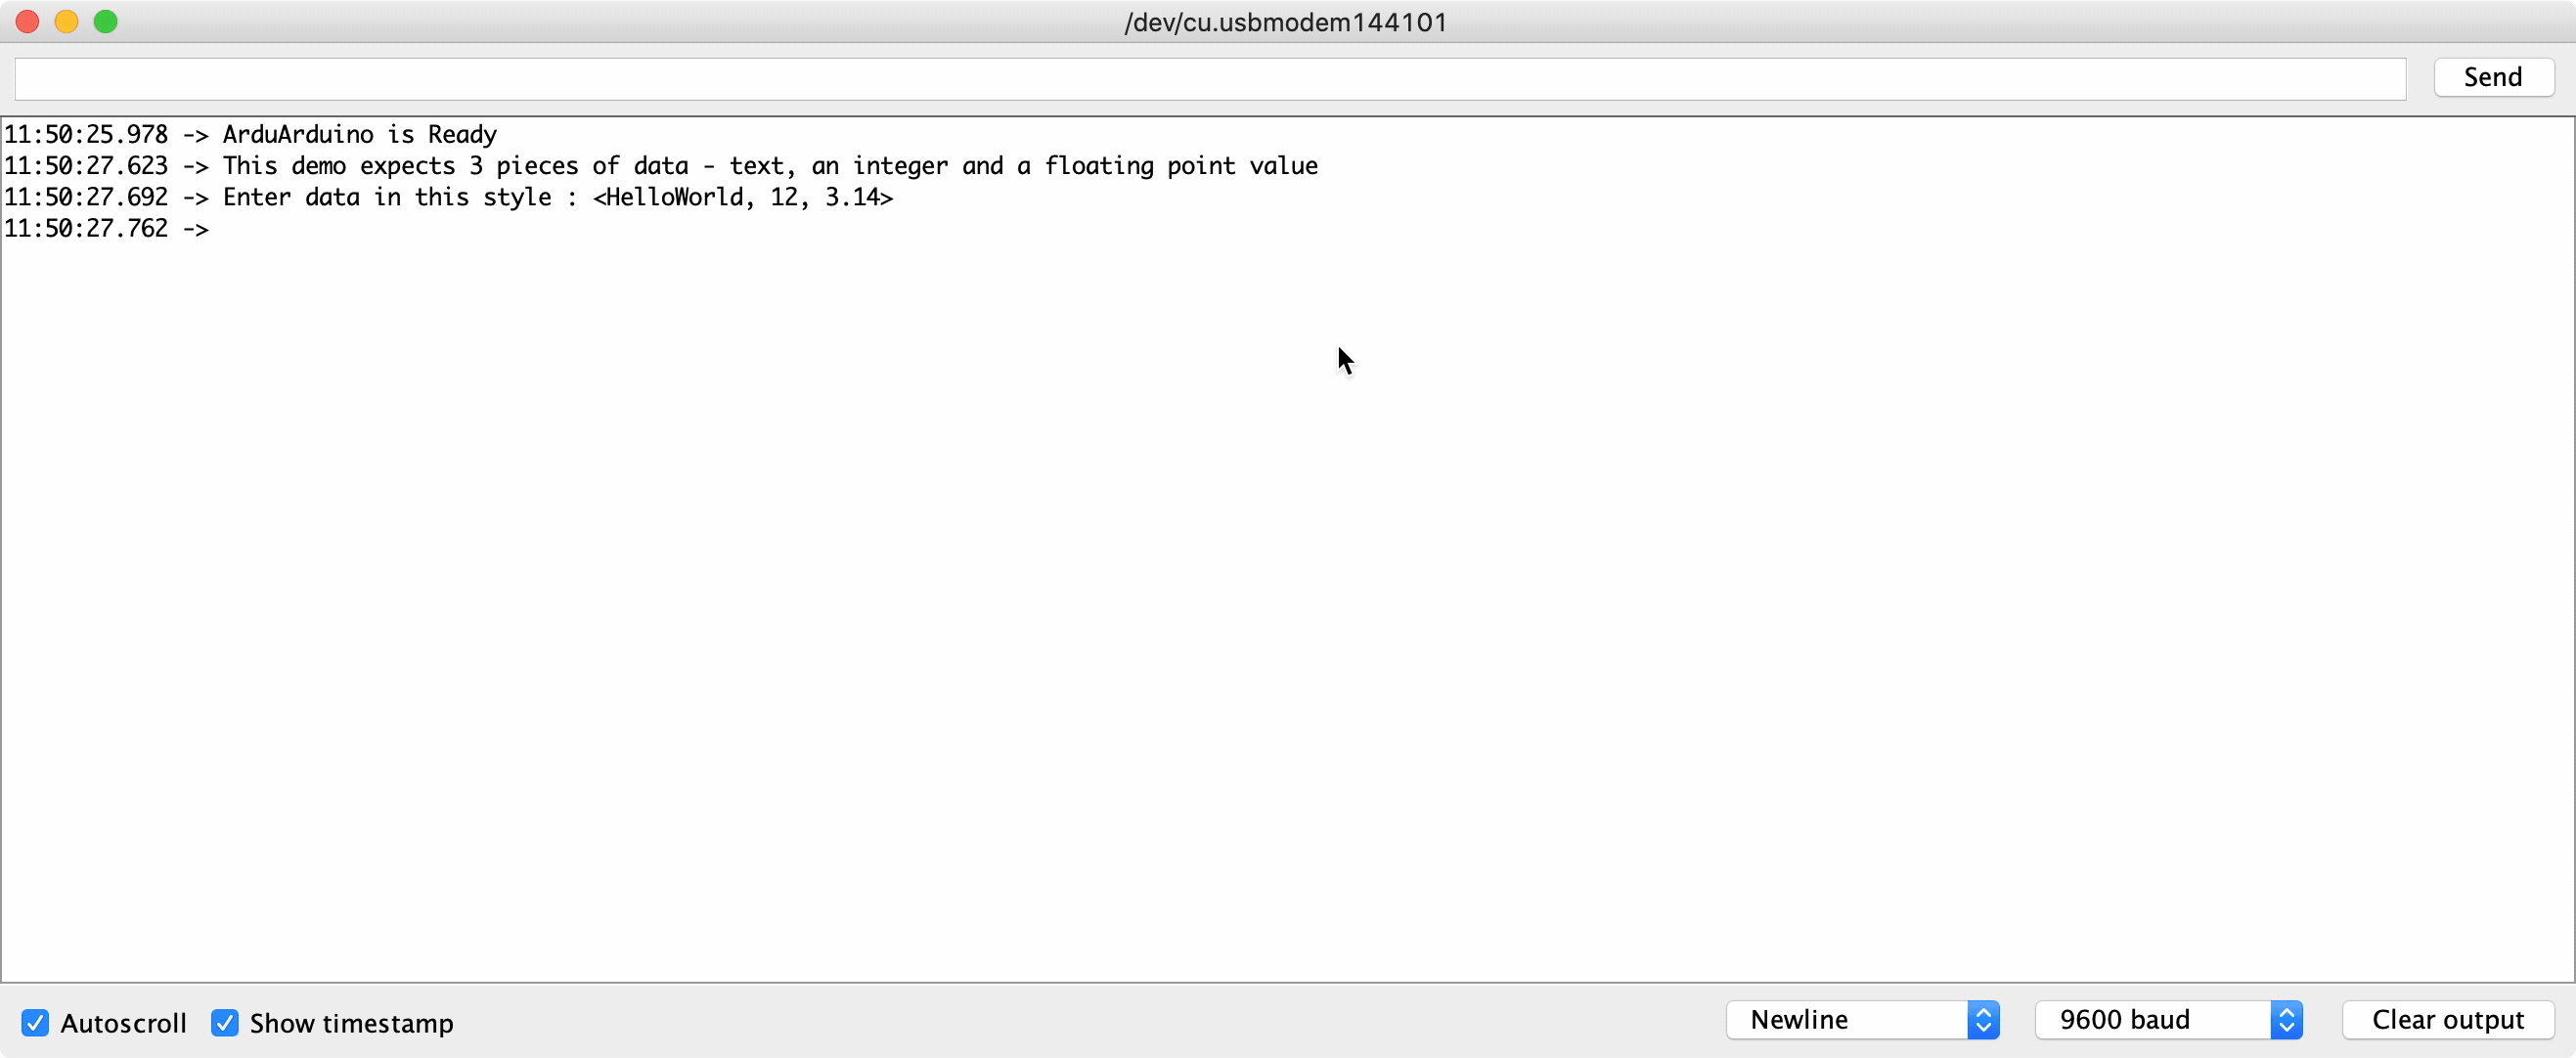 /dev/cu.usbmodem144101
Send
11:50:25.978 -> ArduArduino is Ready
11:50:27.623 -> This demo expects 3 pieces of data - text, an integer and a floating point value
11:50:27.692 -> Enter data in this style : <HelloWorld, 12, 3.14>
11:50:27.762 ->
Autoscroll Show timestamp Newline 9600 baud Clear output